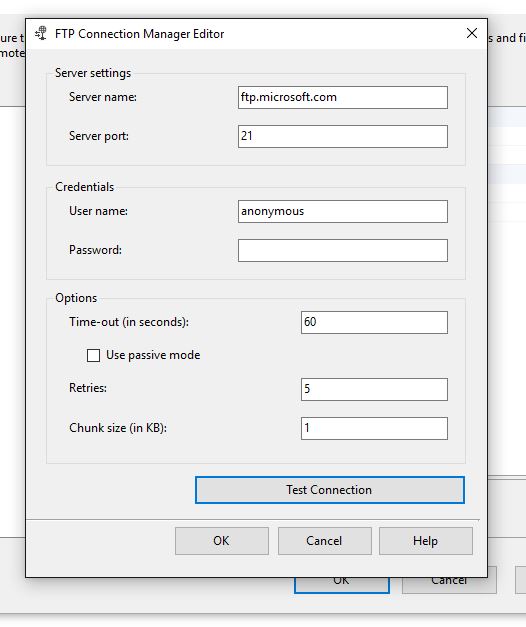 FTP Connection Manager Editor
ure t
s and fi
mote
Server settings
Server name:
ftp.microsoft.com
Server port:
21
Credentials
User name:
anonymous
Password:
Options
Time-out (in seconds):
60
Use passive mode
Retries:
5
Chunk size (in KB):
1
Test Connection
OK
Cancel
Help
OK
Cancel